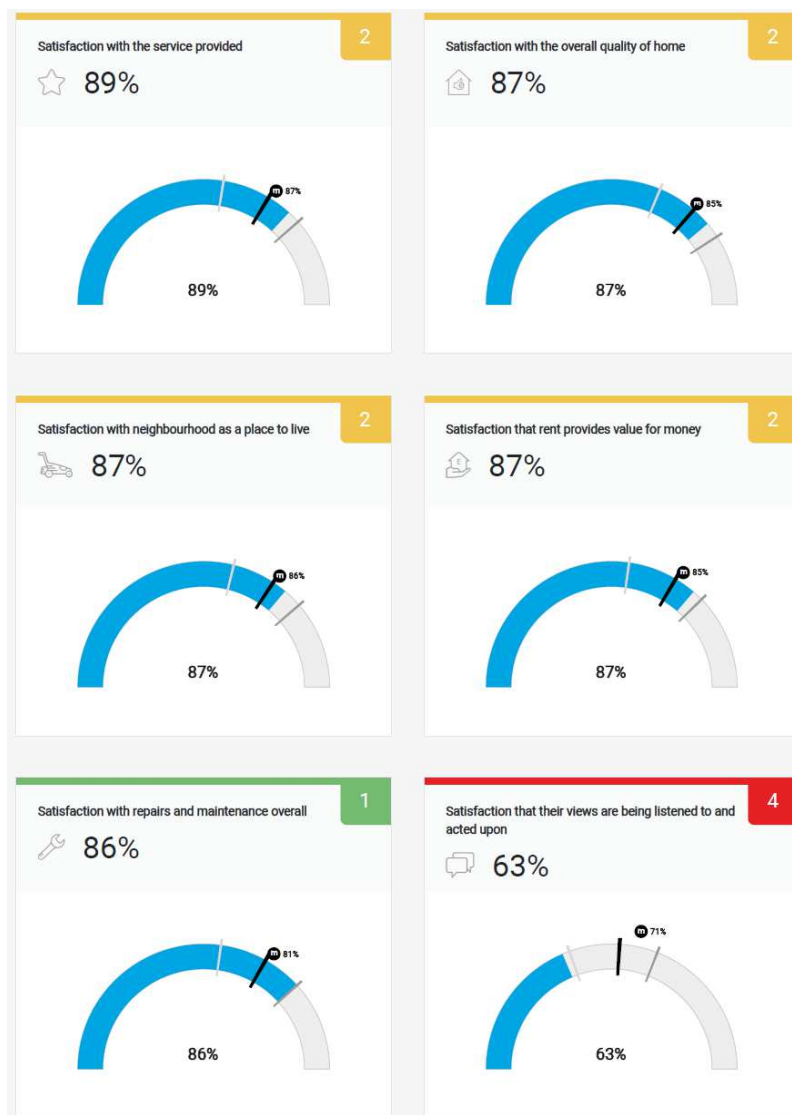 Satisfaction with the service provided
2
89%
m 87%
89%
Satisfaction with the overall quality of home
2
87%
m 85%
87%
Satisfaction with neighbourhood as a place to live
2
87%
m 86%
87%
Satisfaction that rent provides value for money
2
£
87%
m 85%
87%
Satisfaction with repairs and maintenance overall
1
86%
m 81%
86%
Satisfaction that their views are being listened to and
acted upon
4
63%
m 71%
63%